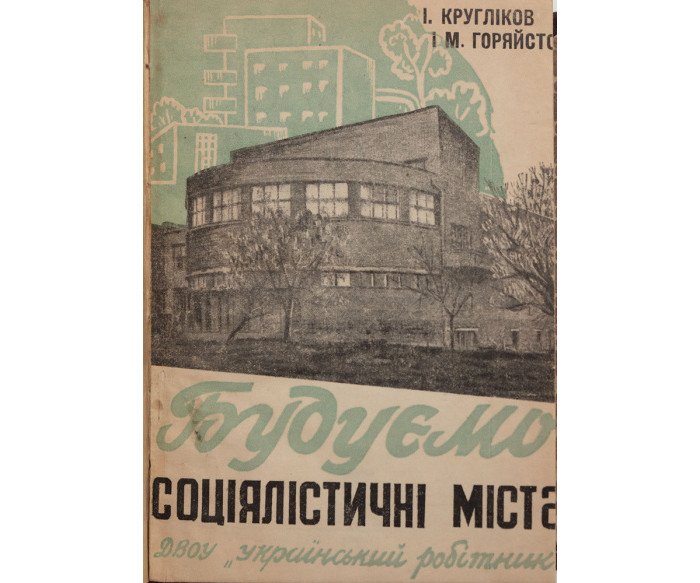 І. КРУГЛІКОВ
І М. ГОРЯЙСТО
Будуємо
СОЦІЯЛІСТИЧНІ МІСТА
ДВОУ „український робітник